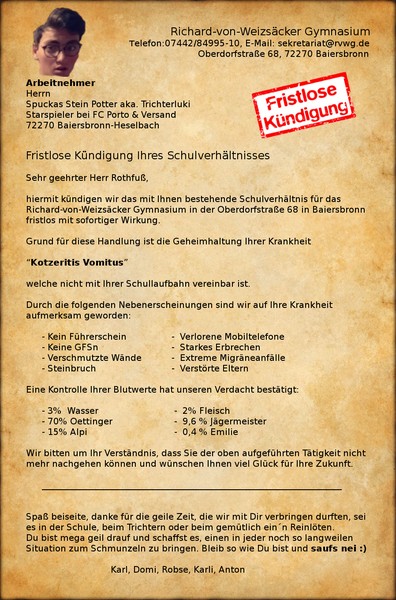 Richard-von-Weizsäcker Gymnasium
Telefon:07442/84995-10, E-Mail: sekretariat@rvwg.de
Oberdorfstraße 68, 72270 Baiersbronn
Arbeitnehmer
Herrn
Spuckas Stein Potter aka. Trichterluki
Starspieler bei FC Porto & Versand
72270 Baiersbronn-Heselbach
Fristlose
Kündigung
Fristlose Kündigung Ihres Schulverhältnisses
Sehr geehrter Herr Rothfuß,
hiermit kündigen wir das mit Ihnen bestehende Schulverhältnis für das
Richard-von-Weizsäcker Gymnasium in der Oberdorfstraße 68 in Baiersbronn
fristlos mit sofortiger Wirkung.
Grund für diese Handlung ist die Geheimhaltung Ihrer Krankheit
"Kotzeritis Vomitus"
welche nicht mit Ihrer Schullaufbahn vereinbar ist.
Durch die folgenden Nebenerscheinungen sind wir auf Ihre Krankheit
aufmerksam geworden:
- Kein Führerschein - Verlorene Mobiltelefone
- Keine GFSn - Starkes Erbrechen
- Verschmutzte Wände - Extreme Migräneanfälle
- Steinbruch - Verstörte Eltern
Eine Kontrolle Ihrer Blutwerte hat unseren Verdacht bestätigt:
- 3% Wasser - 2% Fleisch
- 70% Oettinger - 9,6 % Jägermeister
- 15% Alpi - 0,4 % Emilie
Wir bitten um Ihr Verständnis, dass Sie der oben aufgeführten Tätigkeit nicht
mehr nachgehen können und wünschen Ihnen viel Glück für Ihre Zukunft.
Spaß beiseite, danke für die geile Zeit, die wir mit Dir verbringen durften, sei
es in der Schule, beim Trichtern oder beim gemütlich ein´n Reinlöten.
Du bist mega geil drauf und schaffst es, einen in jeder noch so langweilen
Situation zum Schmunzeln zu bringen. Bleib so wie Du bist und saufs nei :)
Karl, Domi, Robse, Karli, Anton